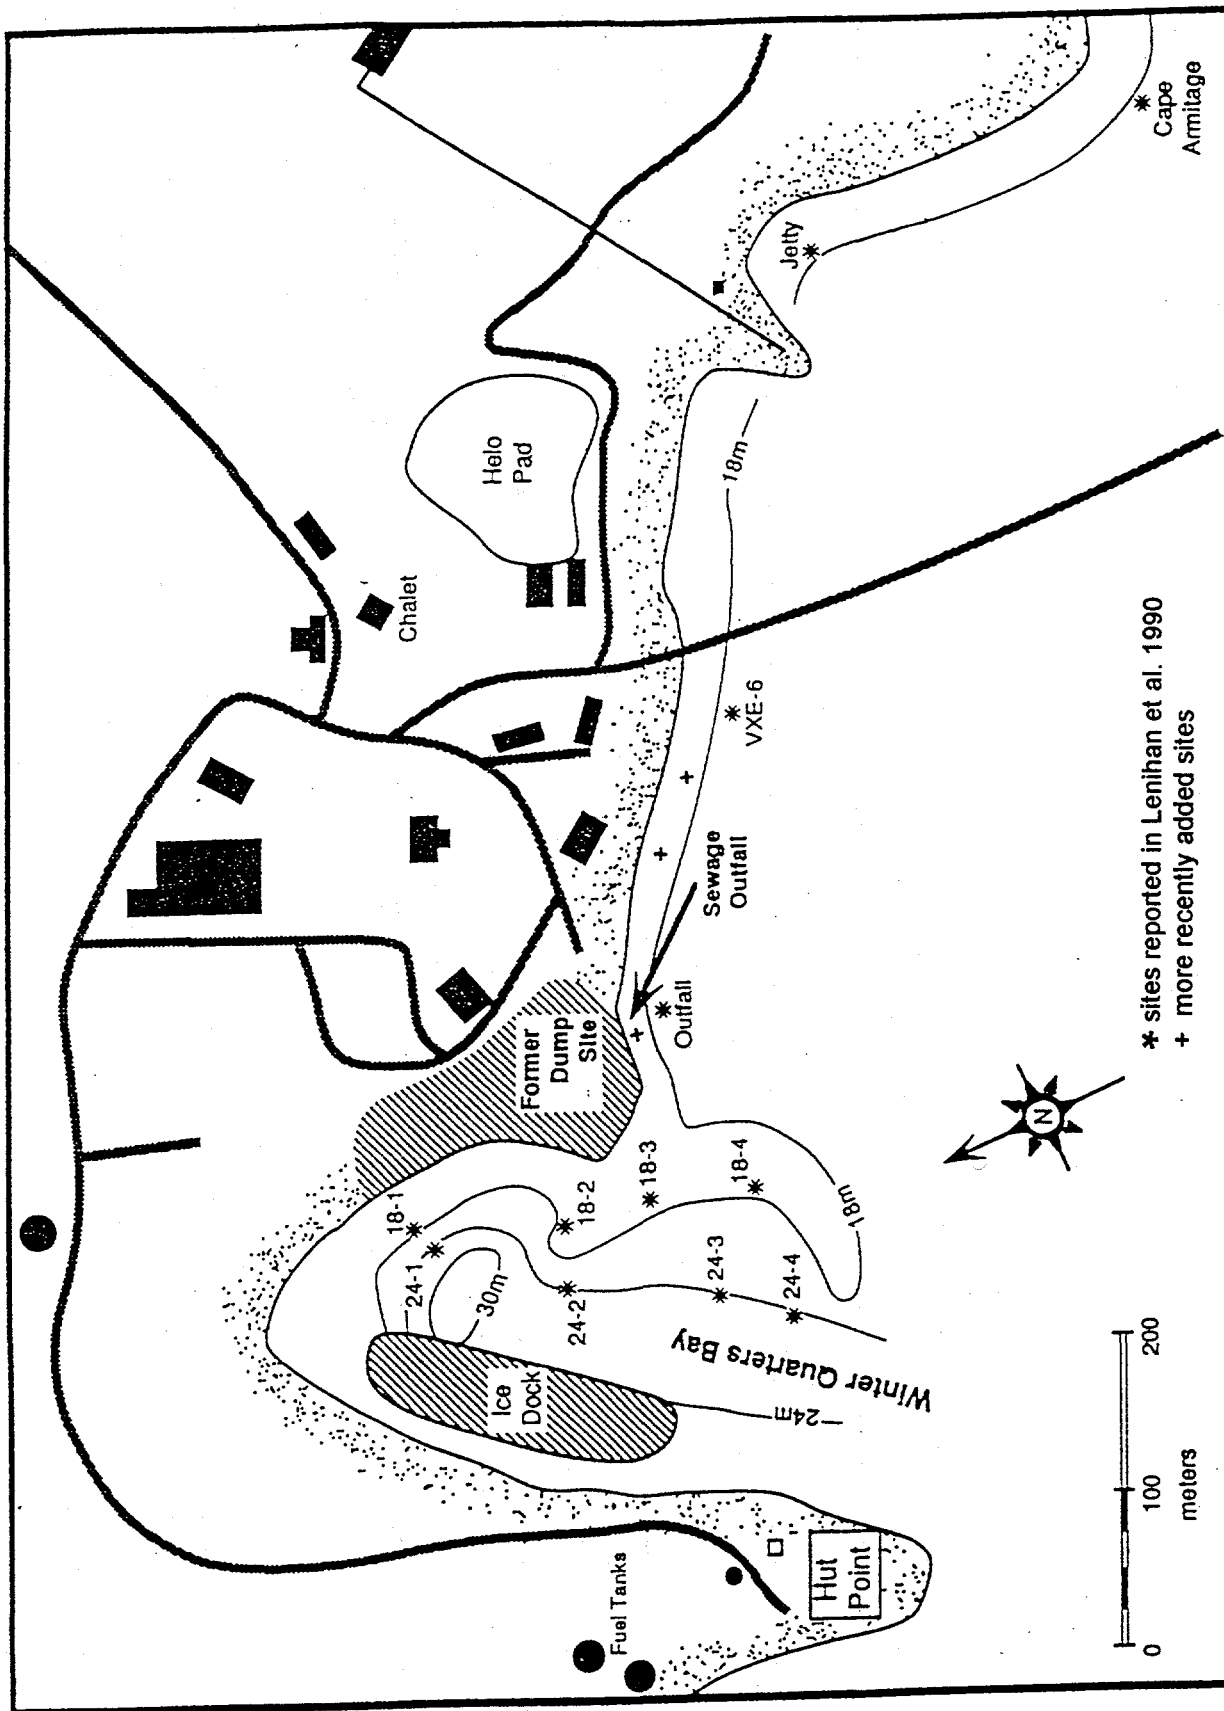 Helo
Pad
Chalet
Jetty
Cape
Armitage
18m
VXE-6
Sewage
Outfall
Outfall
Former
Dump
Site
18-1
18-2
18-3
18-4
18m
24-1
24-2
24-3
24-4
30m
Ice
Dock
Winter Quarters Bay
24m
Fuel Tanks
Hut
Point
N
* sites reported in Lenihan et al. 1990
+ more recently added sites
0
100
200
meters